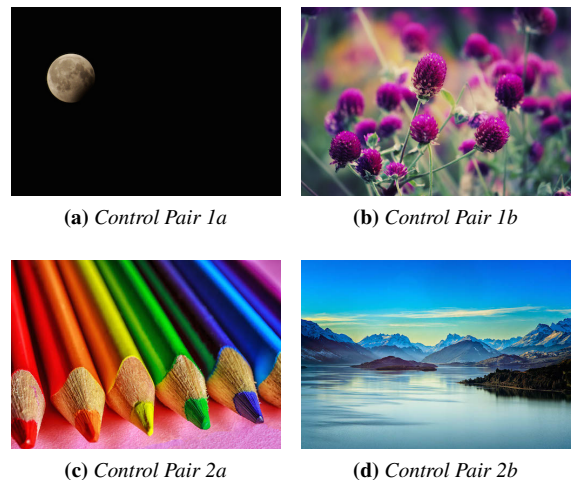 (a) Control Pair 1a
(b) Control Pair 1b
(c) Control Pair 2a
(d) Control Pair 2b